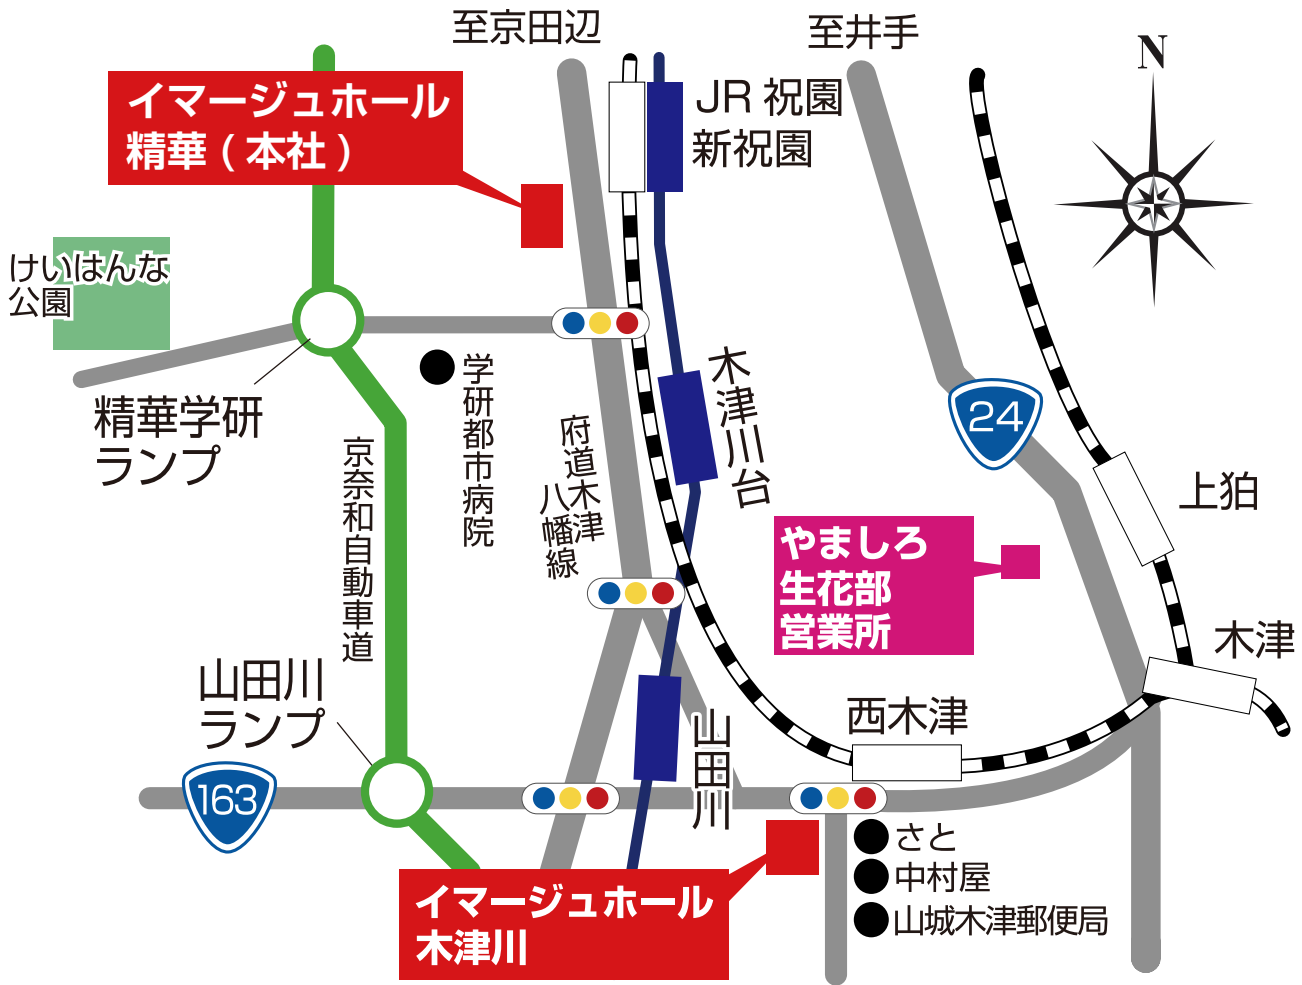 至京田辺
至井手
N
イマージュホール
精華(本社)
JR 祝園
新祝園
けいはんな
公園
精華学研
ランプ
学研都市病院
京奈和自動車道
府道木津
八幡線
木津川台
24
上狛
やましろ
生花部
営業所
木津
山田川
ランプ
西木津
山田川
163
さと
中村屋
山城木津郵便局
イマージュホール
木津川